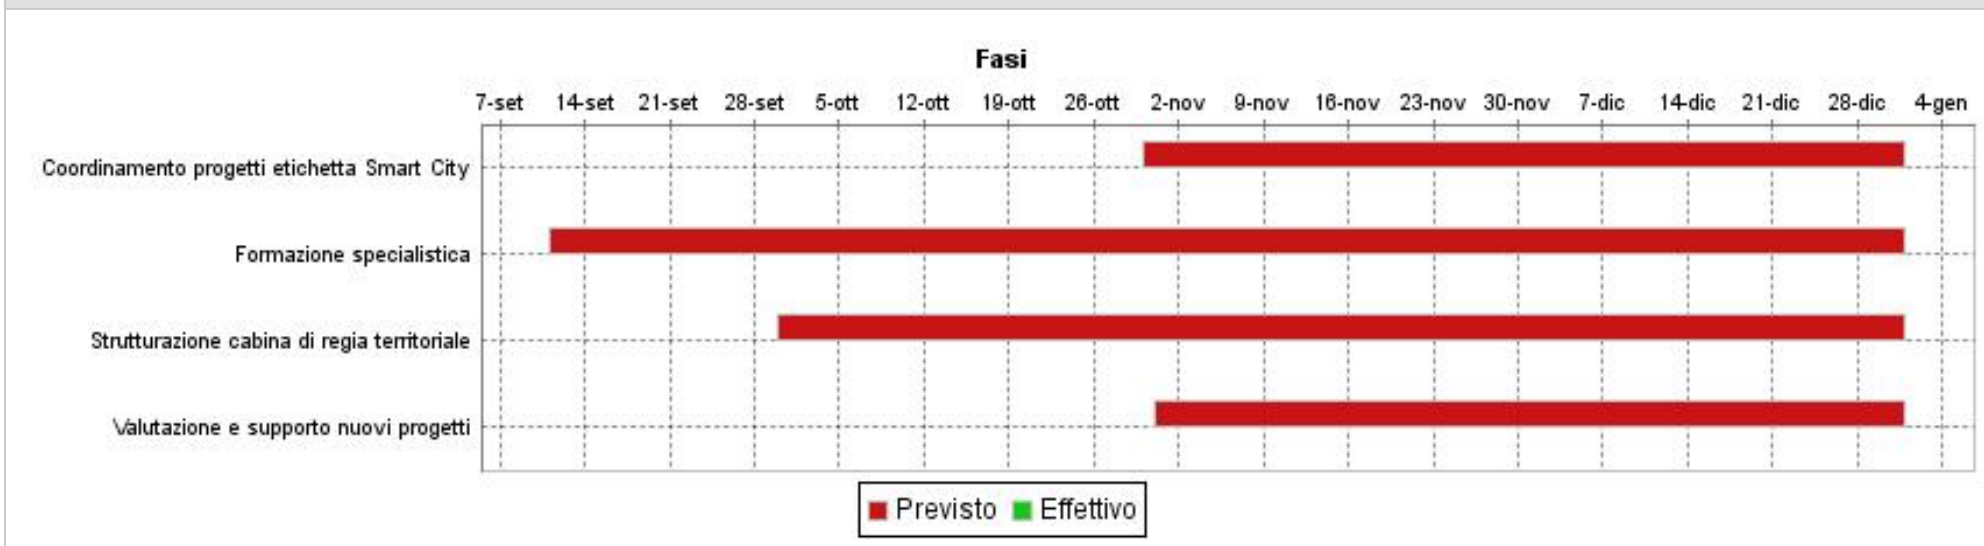 Fasi
7-set 14-set 21-set 28-set 5-ott 12-ott 19-ott 26-ott 2-nov 9-nov 16-nov 23-nov 30-nov 7-dic 14-dic 21-dic 28-dic 4-gen
Coordinamento progetti etichetta Smart City
Formazione specialistica
Strutturazione cabina di regia territoriale
Valutazione e supporto nuovi progetti
Previsto Effettivo